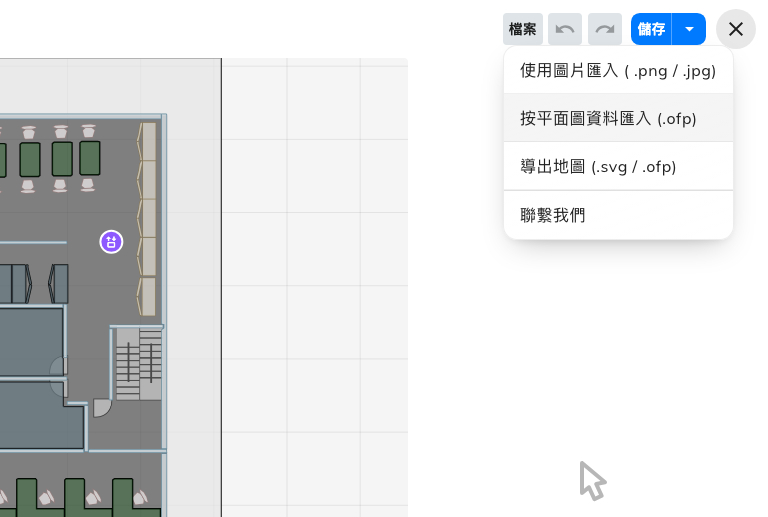 檔案
儲存
使用圖片匯入 ( .png / .jpg)
按平面圖資料匯入 (.ofp)
導出地圖 (.svg / .ofp)
聯繫我們